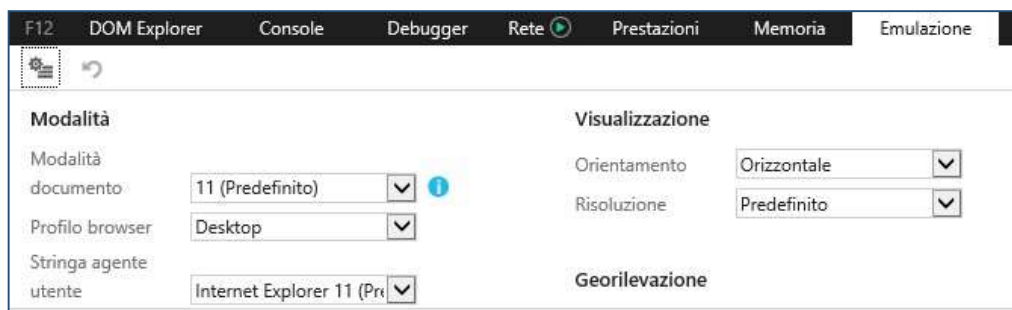 F12 DOM Explorer Console Debugger Rete Prestazioni Memoria Emulazione
Modalità
Modalità
documento 11 (Predefinito)
Profilo browser Desktop
Stringa agente
utente Internet Explorer 11 (Pre
Visualizzazione
Orientamento Orizzontale
Risoluzione Predefinito
Georilevazione